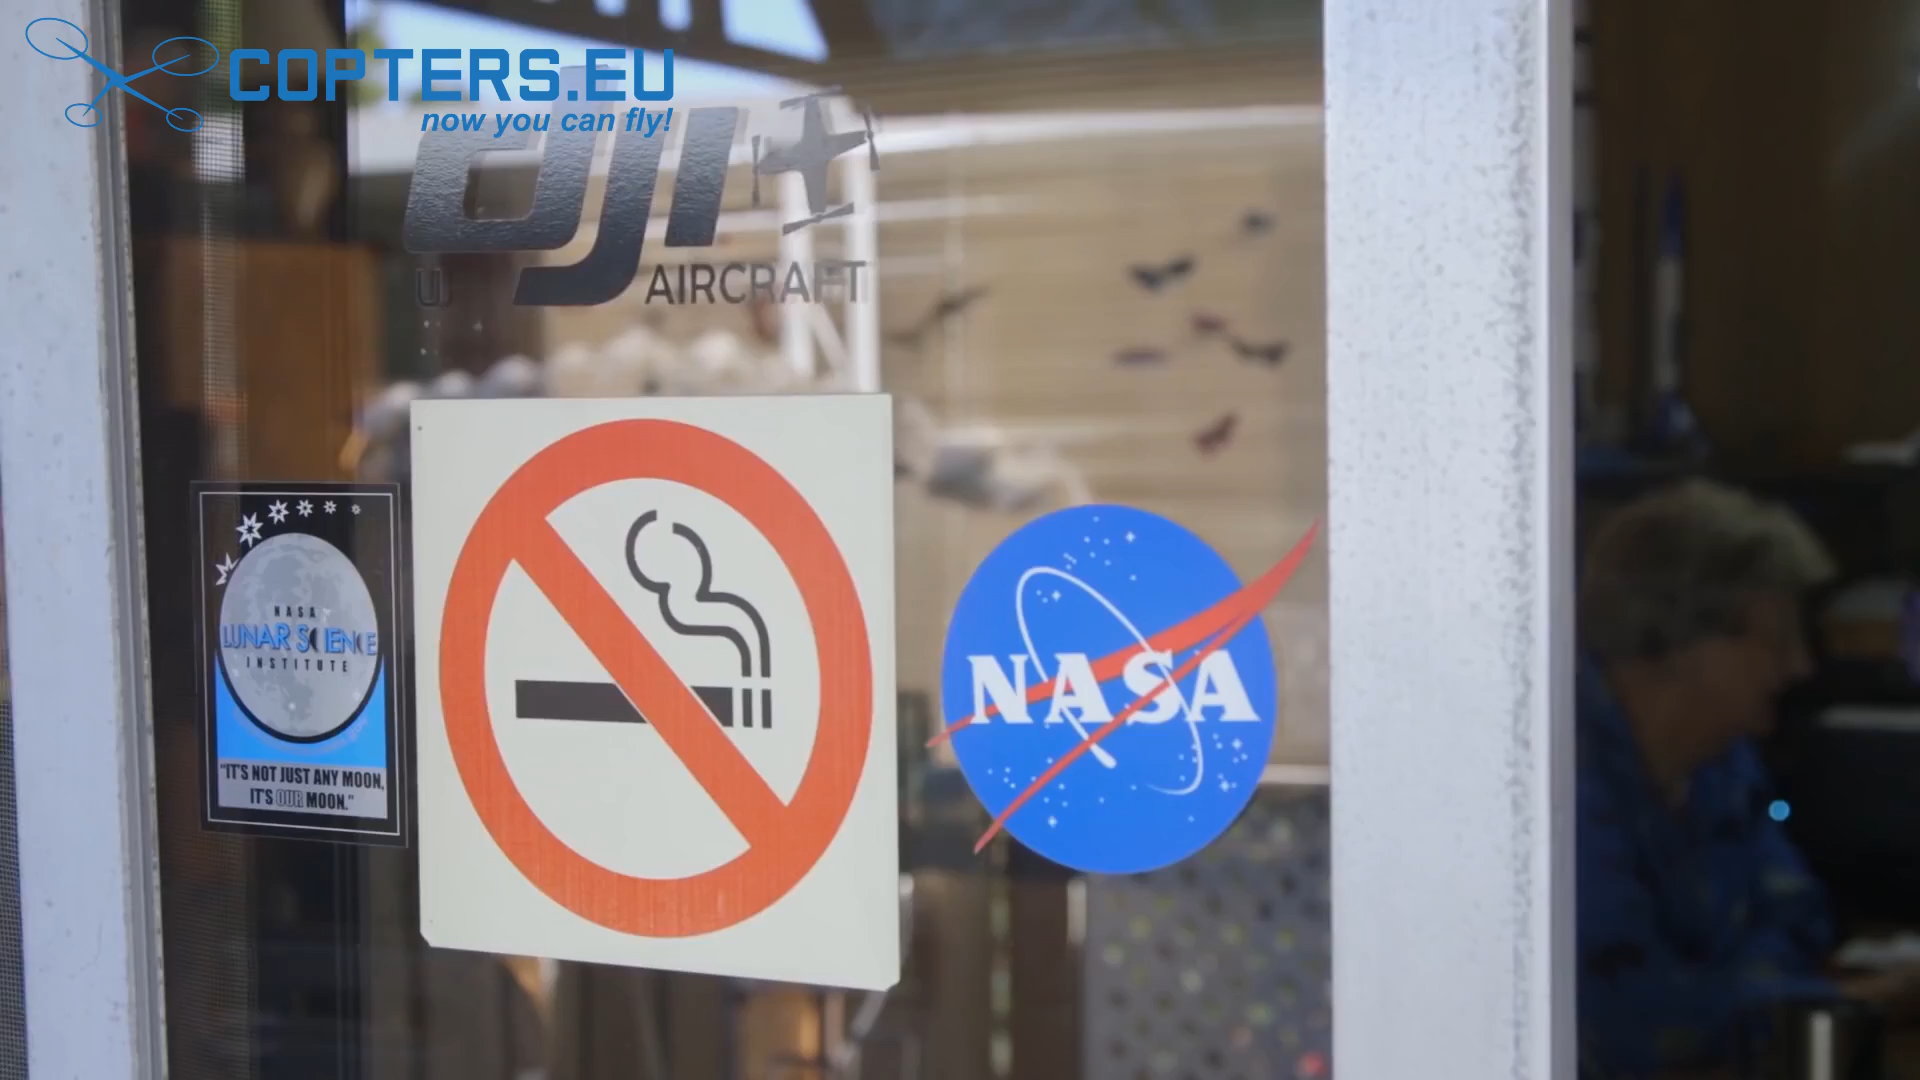 COPTERS.EU
now you can fly!
dji
AIRCRAFT
NASA
LUNAR SCIENCE
INSTITUTE
"IT'S NOT JUST ANY MOON,
IT'S OUR MOON."
NASA